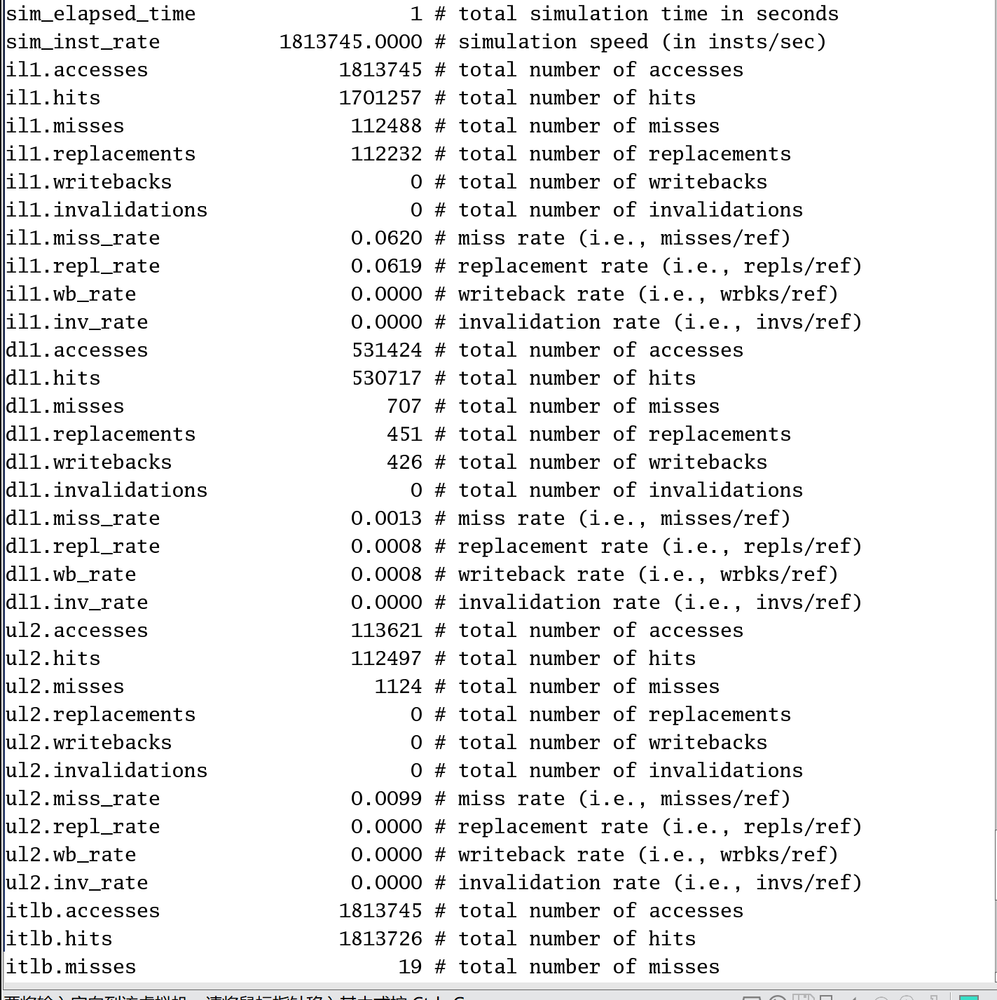 sim_elapsed_time 1 # total simulation time in seconds
sim_inst_rate 1813745.0000 # simulation speed (in insts/sec)
il1.accesses 1813745 # total number of accesses
il1.hits 1701257 # total number of hits
il1.misses 112488 # total number of misses
il1.replacements 112232 # total number of replacements
il1.writebacks 0 # total number of writebacks
il1.invalidations 0 # total number of invalidations
il1.miss_rate 0.0620 # miss rate (i.e., misses/ref)
il1.repl_rate 0.0619 # replacement rate (i.e., repls/ref)
il1.wb_rate 0.0000 # writeback rate (i.e., wrbks/ref)
il1.inv_rate 0.0000 # invalidation rate (i.e., invs/ref)
dl1.accesses 531424 # total number of accesses
dl1.hits 530717 # total number of hits
dl1.misses 707 # total number of misses
dl1.replacements 451 # total number of replacements
dl1.writebacks 426 # total number of writebacks
dl1.invalidations 0 # total number of invalidations
dl1.miss_rate 0.0013 # miss rate (i.e., misses/ref)
dl1.repl_rate 0.0008 # replacement rate (i.e., repls/ref)
dl1.wb_rate 0.0008 # writeback rate (i.e., wrbks/ref)
dl1.inv_rate 0.0000 # invalidation rate (i.e., invs/ref)
ul2.accesses 113621 # total number of accesses
ul2.hits 112497 # total number of hits
ul2.misses 1124 # total number of misses
ul2.replacements 0 # total number of replacements
ul2.writebacks 0 # total number of writebacks
ul2.invalidations 0 # total number of invalidations
ul2.miss_rate 0.0099 # miss rate (i.e., misses/ref)
ul2.repl_rate 0.0000 # replacement rate (i.e., repls/ref)
ul2.wb_rate 0.0000 # writeback rate (i.e., wrbks/ref)
ul2.inv_rate 0.0000 # invalidation rate (i.e., invs/ref)
itlb.accesses 1813745 # total number of accesses
itlb.hits 1813726 # total number of hits
itlb.misses 19 # total number of misses